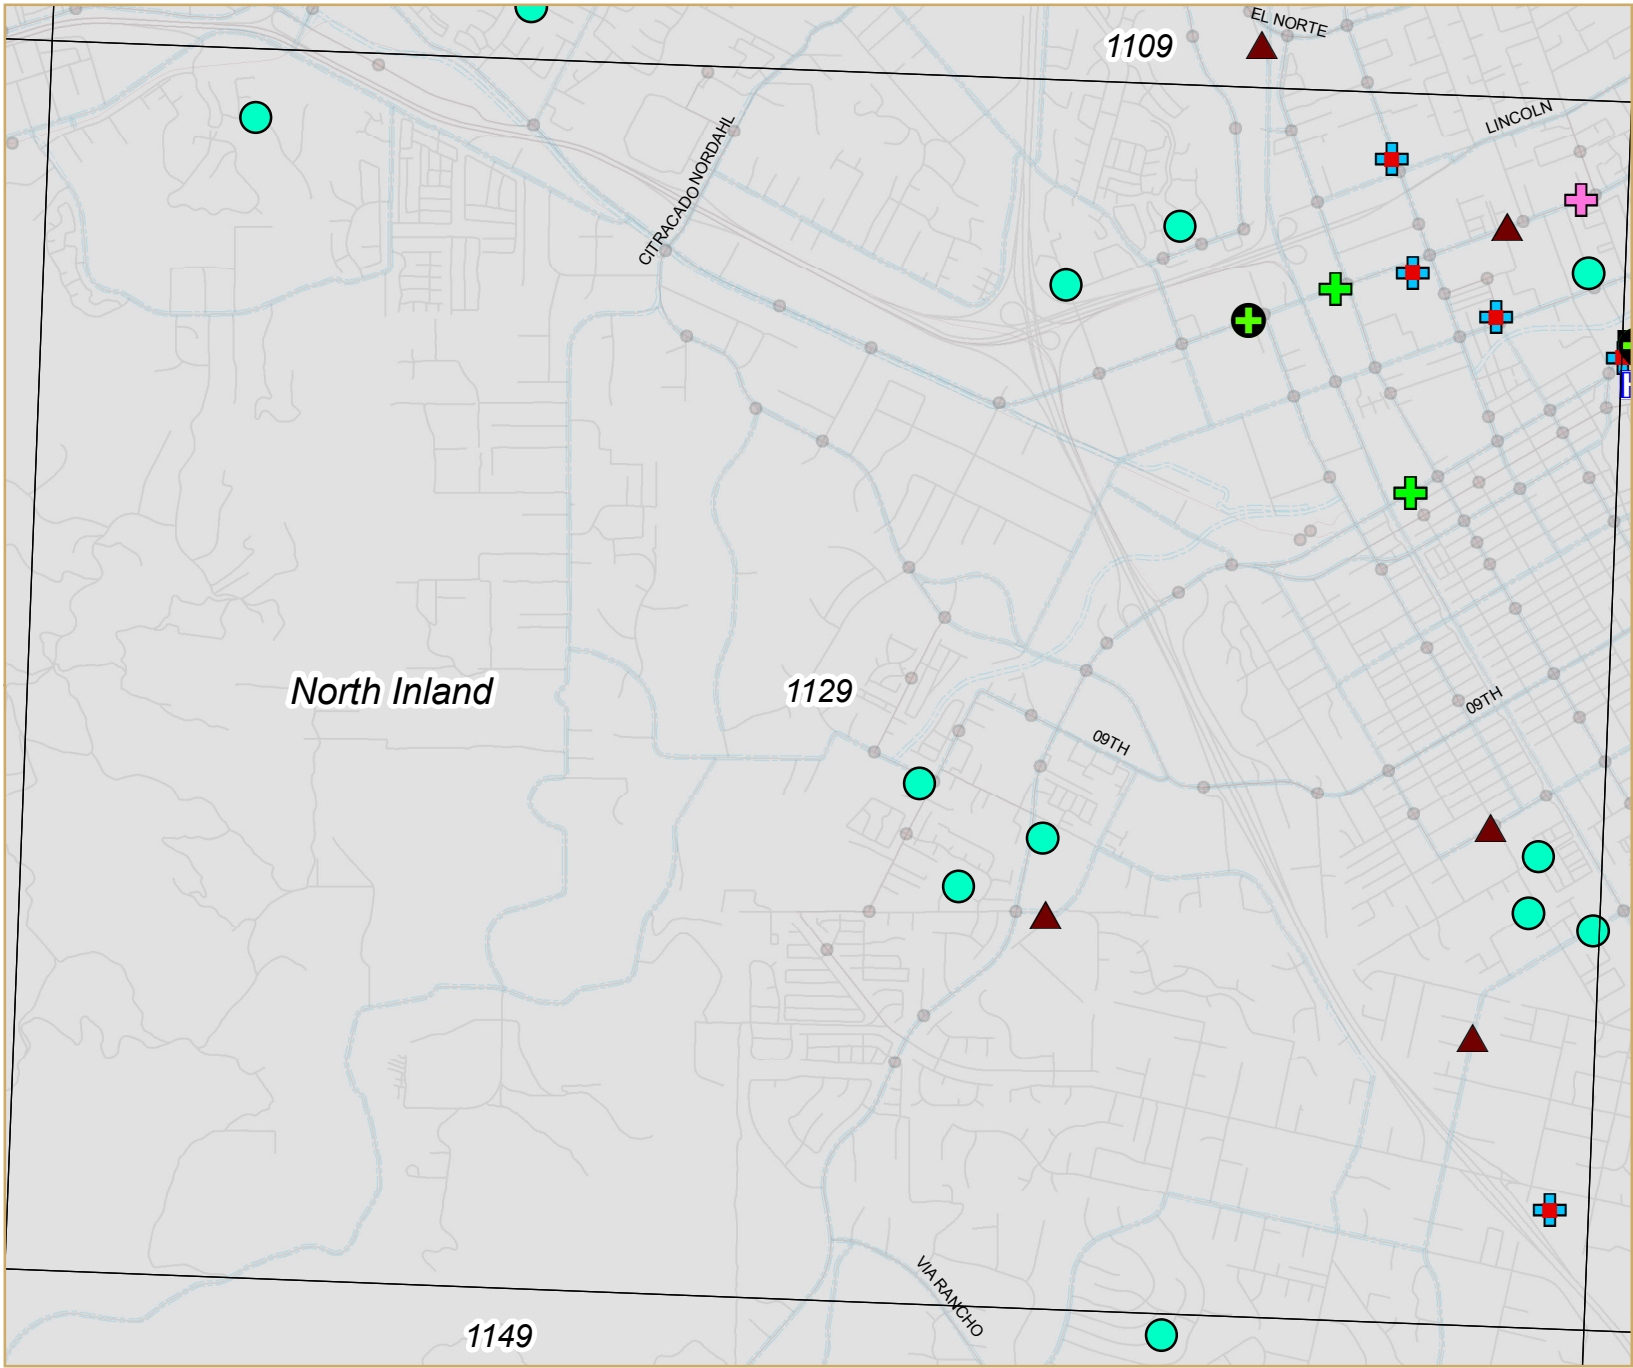 EL NORTE
1109
LINCOLN
NORDAHL
CITRACADO
H
North Inland
1129
09TH
09TH
VIA RANCHO
1149